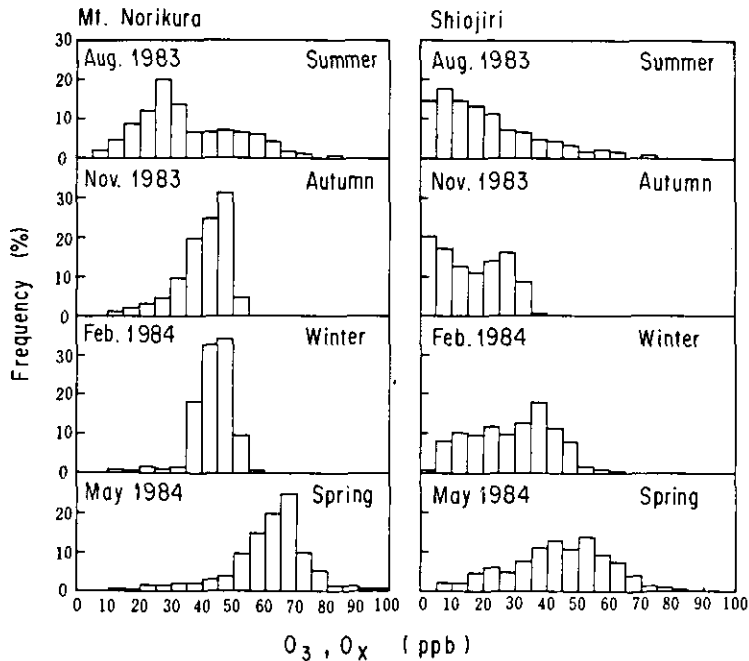 Mt. Norikura
Shiojiri
Frequency (%)
30
20
10
0
Aug. 1983 Summer
30
20
10
0
Nov. 1983 Autumn
30
20
10
0
Feb. 1984 Winter
20
10
0
May 1984 Spring
0 10 20 30 40 50 60 70 80 90 100
Aug. 1983 Summer
Nov. 1983 Autumn
Feb. 1984 Winter
May 1984 Spring
0 10 20 30 40 50 60 70 80 90 100
O3 , OX (ppb)